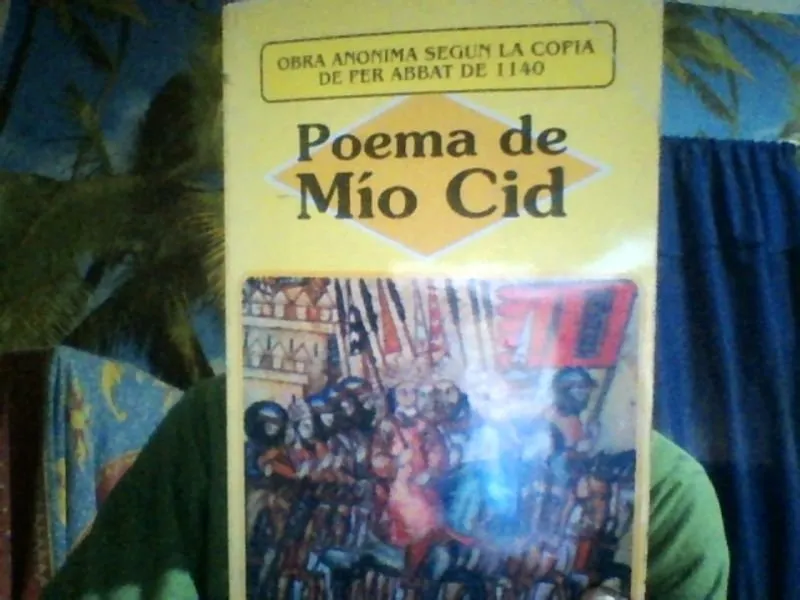 OBRA ANONIMA SEGUN LA COPIA
DE PER ABBAT DE 1140
Poema de
Mío Cid